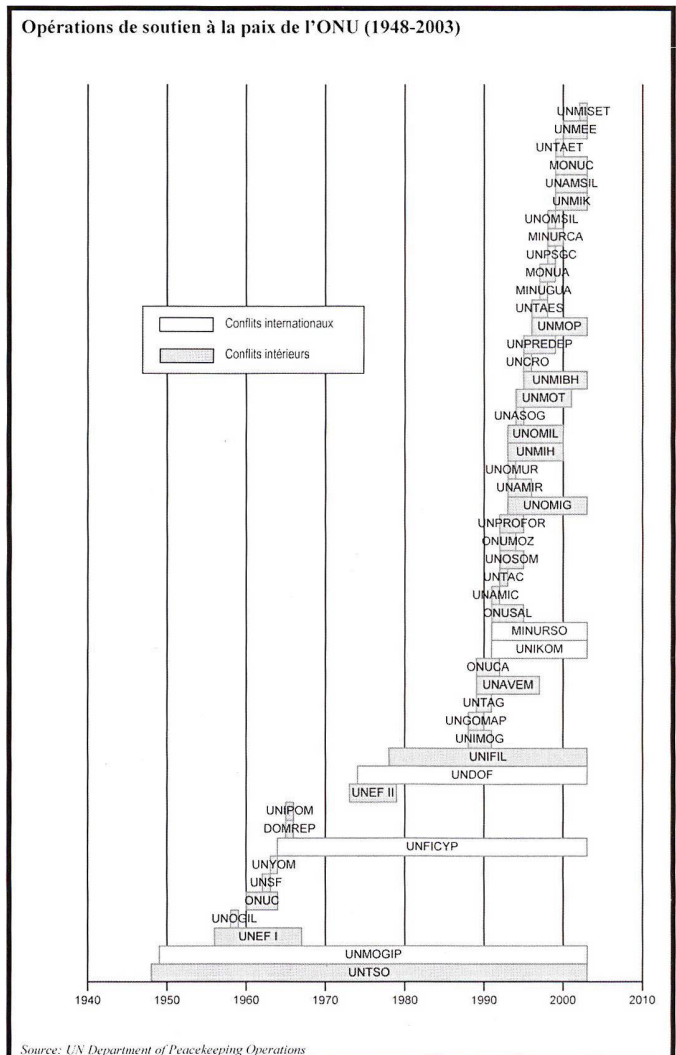 Opérations de soutien à la paix de l'ONU (1948-2003)
UNMISET
UNMEE
UNTAET
MONUC
UNAMSIL
UNMIK
UNOMSIL
MINURCA
UNPSGC
MONUA
MINUGUA
UNTAES
Conflits internationaux
UNMOP
UNPREDEP
Conflits intérieurs
UNCRO
UNMIBH
UNMOT
UNASOG
UNOMIL
UNMIH
UNOMUR
UNAMIR
UNOMIG
UNPROFOR
ONUMOZ
UNOSOM
UNTAC
UNAMIC
ONUSAL
MINURSO
UNIKOM
ONUCA
UNAVEM
UNTAG
UNGOMAP
UNIMOG
UNIFIL
UNDOF
UNEF II
UNIPOM
DOMREP
UNFICYP
UNYOM
UNSF
ONUC
UNOGIL
UNEF I
UNMOGIP
UNTSO
1940 1950 1960 1970 1980 1990 2000 2010
Source: UN Department of Peacekeeping Operations